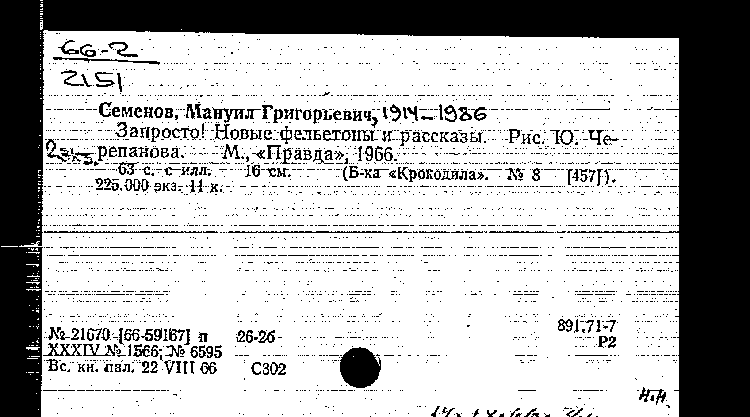 66-2
2151
Семенов, Мануил Григорьевич, 1914-1986
Запросто! Новые фельетоны и рассказы. Рис. Ю. Че-
2 экз. репанова. М., «Правда», 1966.
63 с. с илл. 16 см. (Б-ка «Крокодила». № 8 [457]).
225.000 экз. 11 к.
891.71-7
№ 21670 [66-59167] п 26-26 Р2
XXXIV № 1566; № 6595
Вс. кн. пал. 22 VIII 66 С302
Н.Н.